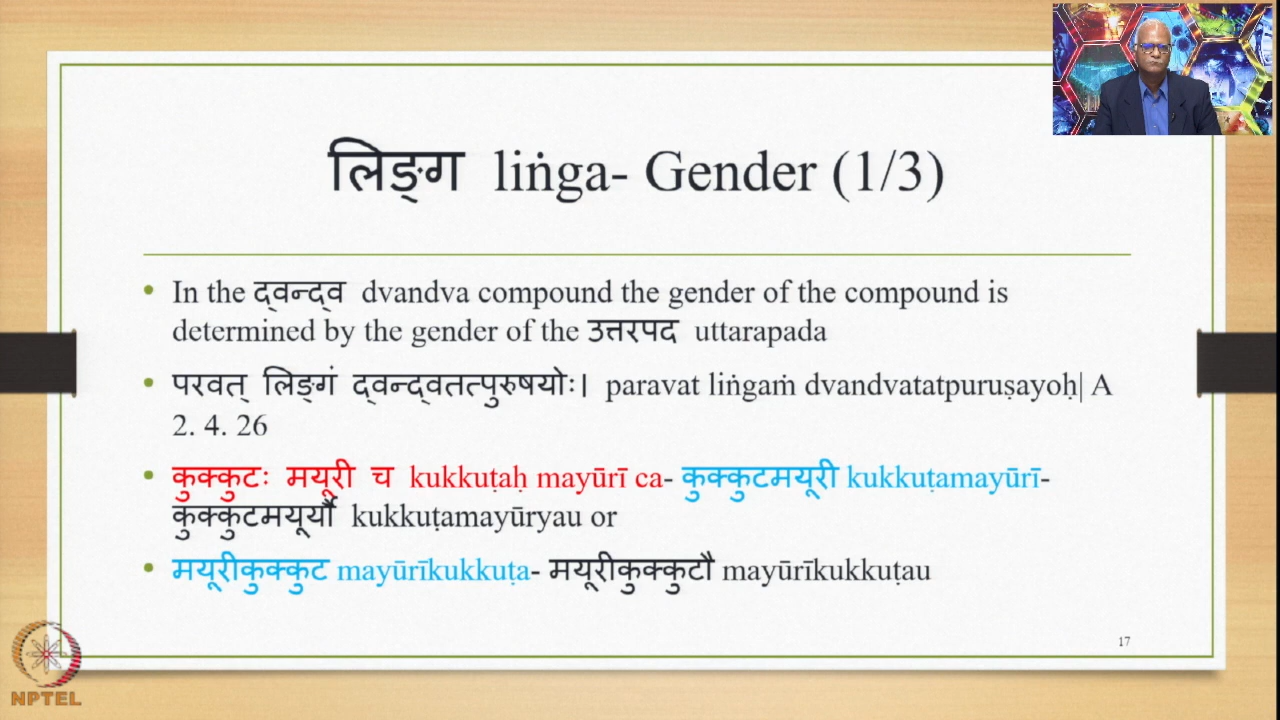 लिङ्ग liṅga- Gender (1/3)
• In the द्वन्द्व dvandva compound the gender of the compound is
determined by the gender of the उत्तरपद uttarapada
• परवत् लिङ्गं द्वन्द्वतत्पुरुषयोः। paravat liṅgaṁ dvandvatatpuruṣayoḥ| A
2. 4. 26
• कुक्कुटः मयूरी च kukkuṭaḥ mayūrī ca- कुक्कुटमयूरी kukkuṭamayūrī-
कुक्कुटमयूर्यौ kukkuṭamayūryau or
• मयूरीकुक्कुट mayūrīkukkuṭa- मयूरीकुक्कुटौ mayūrīkukkuṭau
17
NPTEL